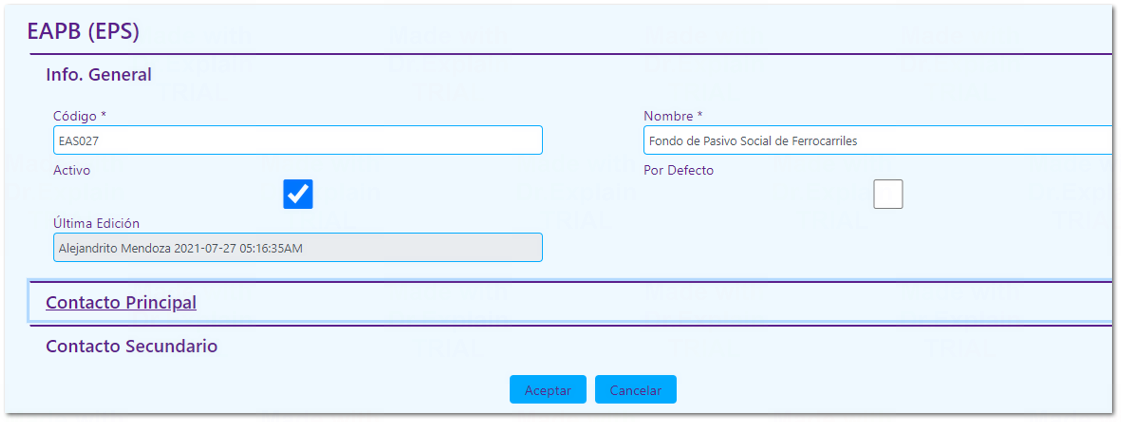 EAPB (EPS)
Info. General
Código * Nombre *
EAS027 Fondo de Pasivo Social de Ferrocarriles
Activo Por Defecto
Última Edición
Alejandrito Mendoza 2021-07-27 05:16:35AM
Contacto Principal
Contacto Secundario
Aceptar Cancelar